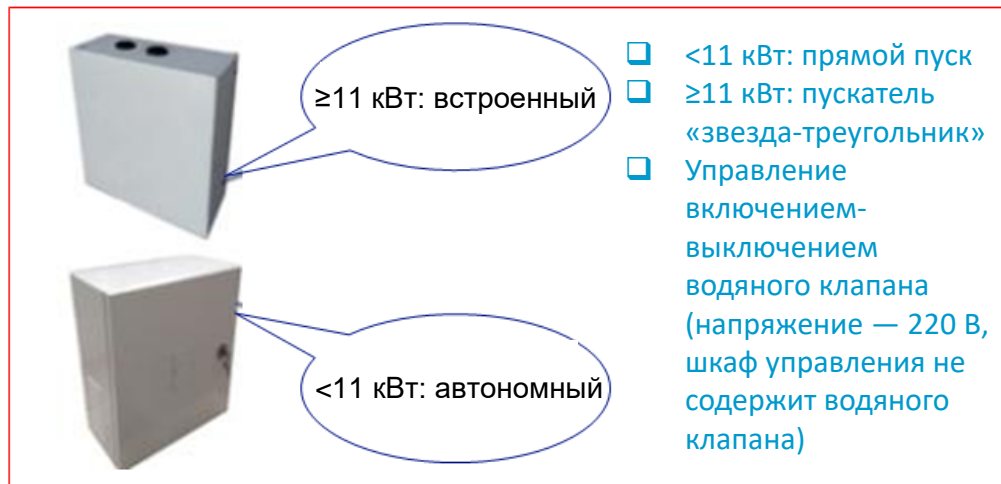 ≥11 кВт: встроенный
<11 кВт: автономный
<11 кВт: прямой пуск
≥11 кВт: пускатель
«звезда-треугольник»
Управление
включением-
выключением
водяного клапана
(напряжение — 220 В,
шкаф управления не
содержит водяного
клапана)